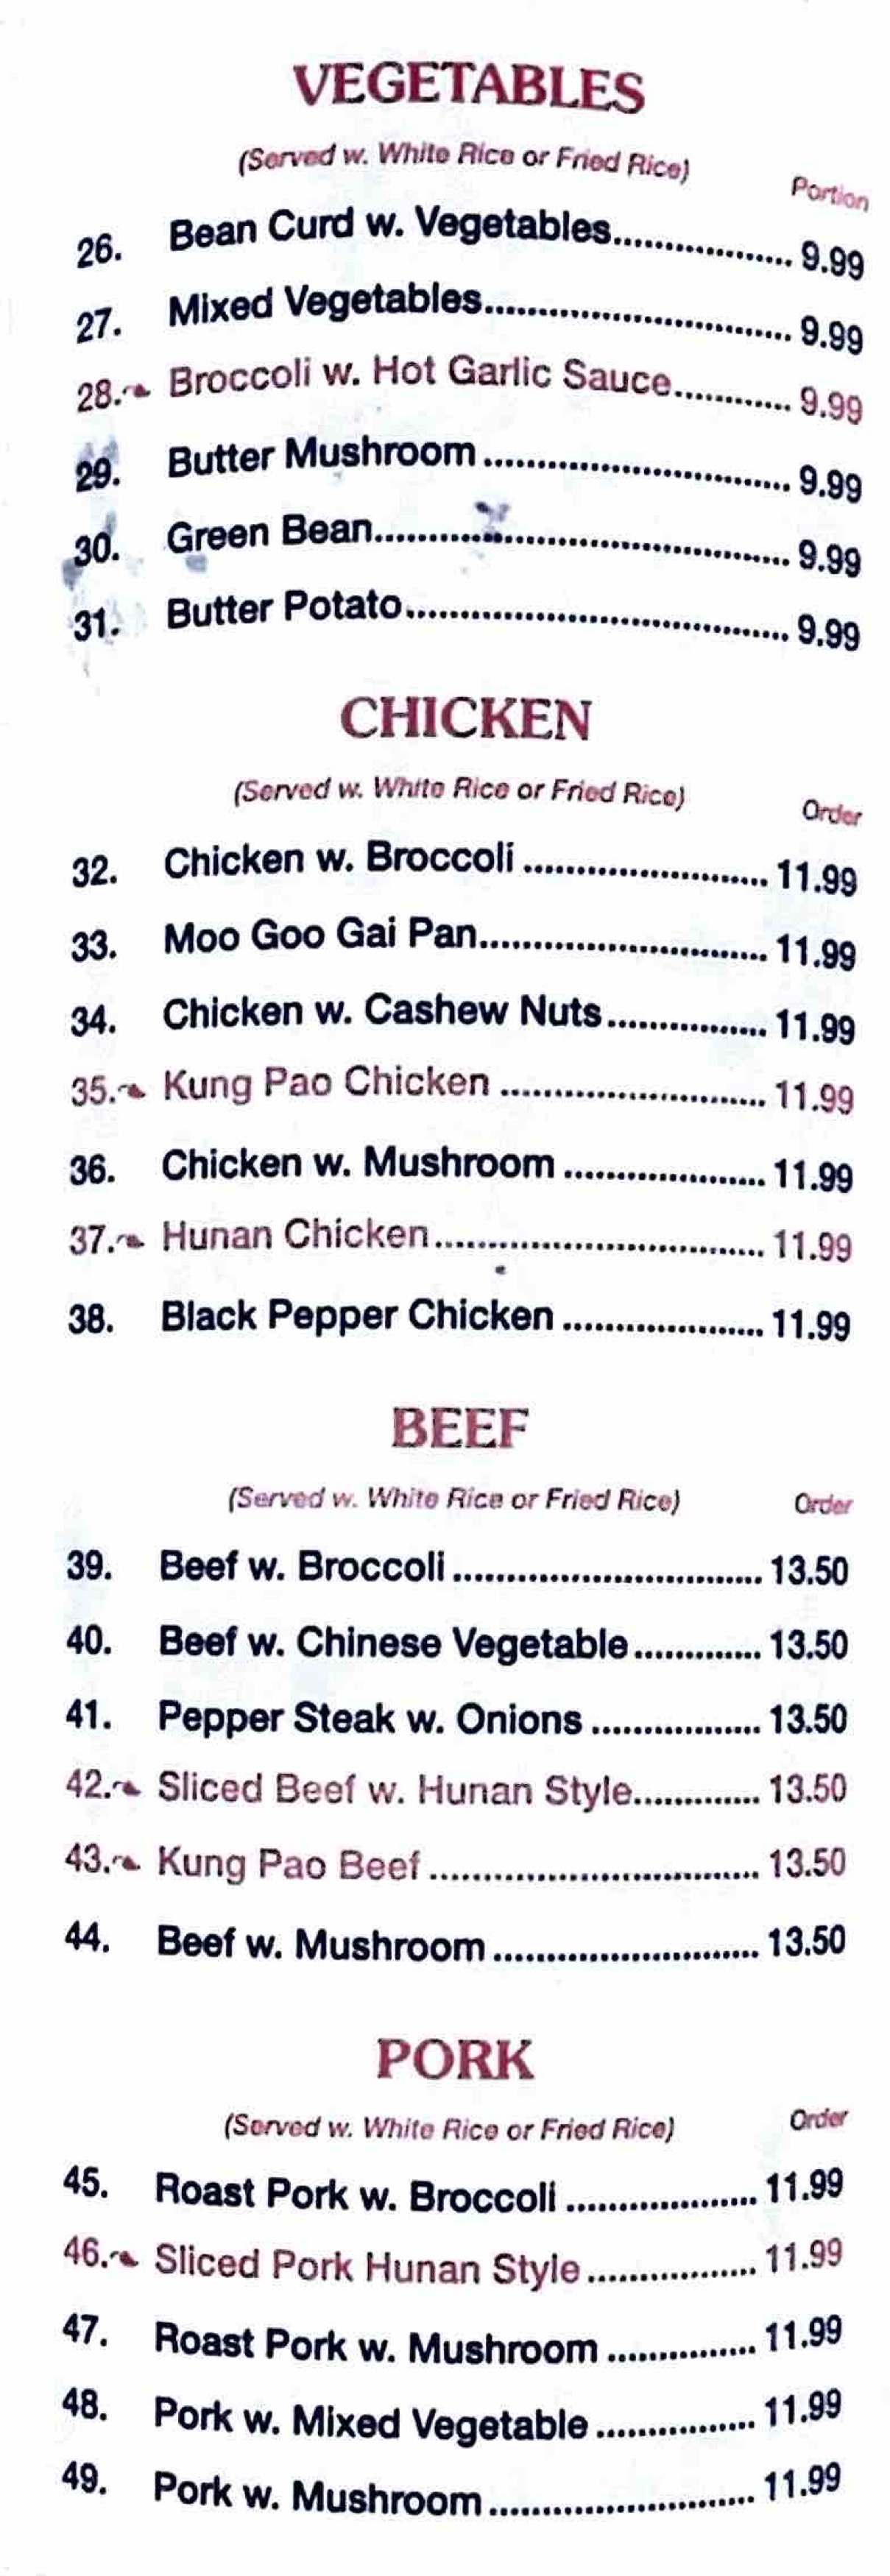 VEGETABLES
(Served w. White Rice or Fried Rice)
Portion
26. Bean Curd w. Vegetables.................. 9.99
27. Mixed Vegetables.............................. 9.99
28. Broccoli w. Hot Garlic Sauce............ 9.99
29. Butter Mushroom .............................. 9.99
30. Green Bean........................................ 9.99
31. Butter Potato..................................... 9.99
CHICKEN
(Served w. White Rice or Fried Rice)
Order
32. Chicken w. Broccoli ........................ 11.99
33. Moo Goo Gai Pan............................ 11.99
34. Chicken w. Cashew Nuts................ 11.99
35. Kung Pao Chicken .......................... 11.99
36. Chicken w. Mushroom .................... 11.99
37. Hunan Chicken................................ 11.99
38. Black Pepper Chicken .................... 11.99
BEEF
(Served w. White Rice or Fried Rice) Order
39. Beef w. Broccoli .............................. 13.50
40. Beef w. Chinese Vegetable............. 13.50
41. Pepper Steak w. Onions ................. 13.50
42. Sliced Beef w. Hunan Style............. 13.50
43. Kung Pao Beef ................................ 13.50
44. Beef w. Mushroom .......................... 13.50
PORK
(Served w. White Rice or Fried Rice) Order
45. Roast Pork w. Broccoli ................... 11.99
46. Sliced Pork Hunan Style................. 11.99
47. Roast Pork w. Mushroom ............... 11.99
48. Pork w. Mixed Vegetable ................ 11.99
49. Pork w. Mushroom.......................... 11.99